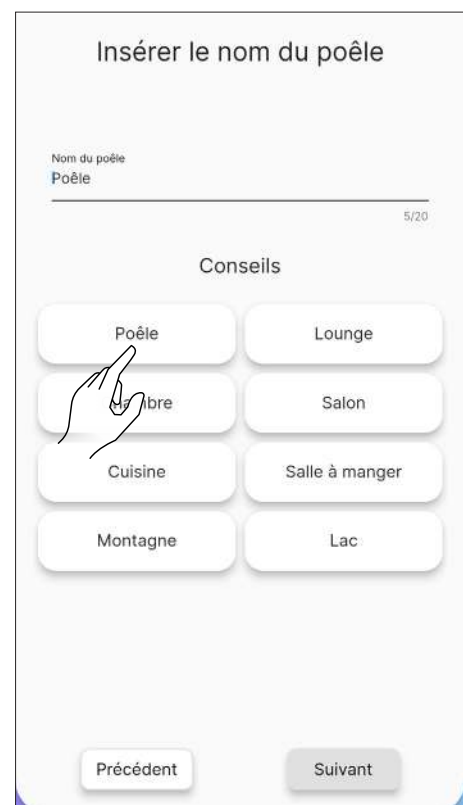 Insérer le nom du poêle
Nom du poêle
Poêle
5/20
Conseils
Poêle
Lounge
Salon
Cuisine
Salle à manger
Montagne
Lac
Précédent
Suivant